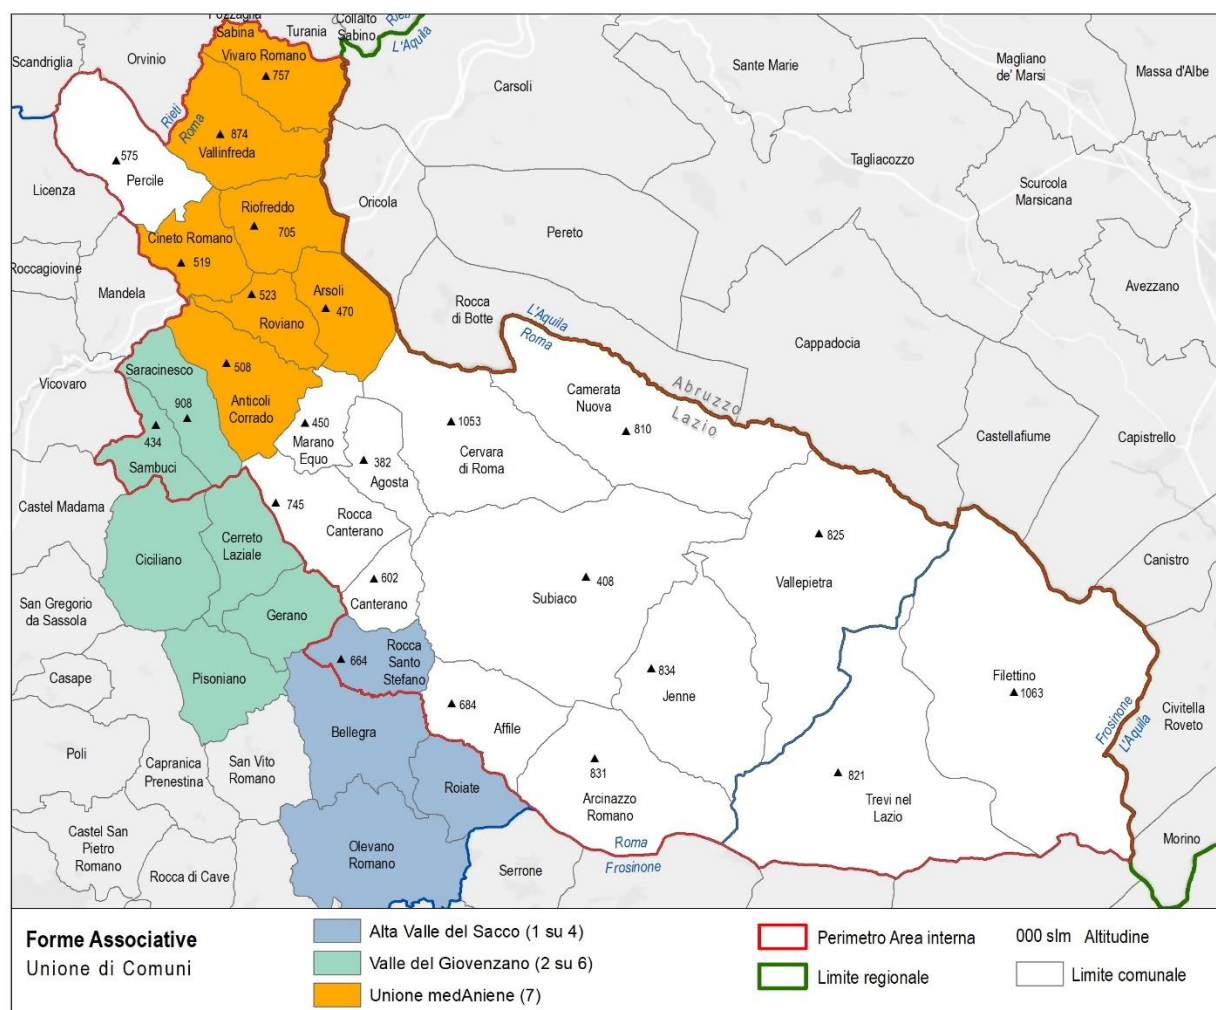 Pozzaglia
Sabina
Turania
Collalto
Sabino
Rieti
L'Aquila
Scandriglia
Orvinio
Vivaro Romano
757
Carsoli
Sante Marie
Magliano
de' Marsi
Massa d'Albe
Rieti
Roma
874
Vallinfreda
575
Percile
Licenza
Tagliacozzo
Scurcola
Marsicana
Oricola
Riofreddo
705
Pereto
Cineto Romano
519
Roccagiovine
Mandela
523
Roviano
Arsoli
470
Rocca
di Botte
L'Aquila
Roma
Avezzano
Cappadocia
Vicovaro
Saracinesco
508
Anticoli
Corrado
Camerata
Nuova
810
Abruzzo
Lazio
908
434
Sambuci
450
Marano
Equo
1053
Cervara
di Roma
382
Agosta
Castellafiume
Capistrello
Castel Madama
745
Rocca
Canterano
Cerreto
Laziale
Ciciliano
825
Vallepietra
Canistro
602
Canterano
408
Subiaco
San Gregorio
da Sassola
Gerano
Rocca
Santo
Stefano
664
834
Jenne
Filettino
1063
Casape
Pisoniano
684
Affile
Bellegra
Civitella
Roveto
Frosinone
L'Aquila
Poli
Capranica
Prenestina
San Vito
Romano
Roiate
831
Arcinazzo
Romano
821
Trevi nel
Lazio
Castel San
Pietro
Romano
Rocca di Cave
Olevano
Romano
Serrone
Roma
Frosinone
Morino
Forme Associative
Unione di Comuni
Alta Valle del Sacco (1 su 4)
Valle del Giovenzano (2 su 6)
Unione medAniene (7)
Perimetro Area interna
Limite regionale
000 slm Altitudine
Limite comunale